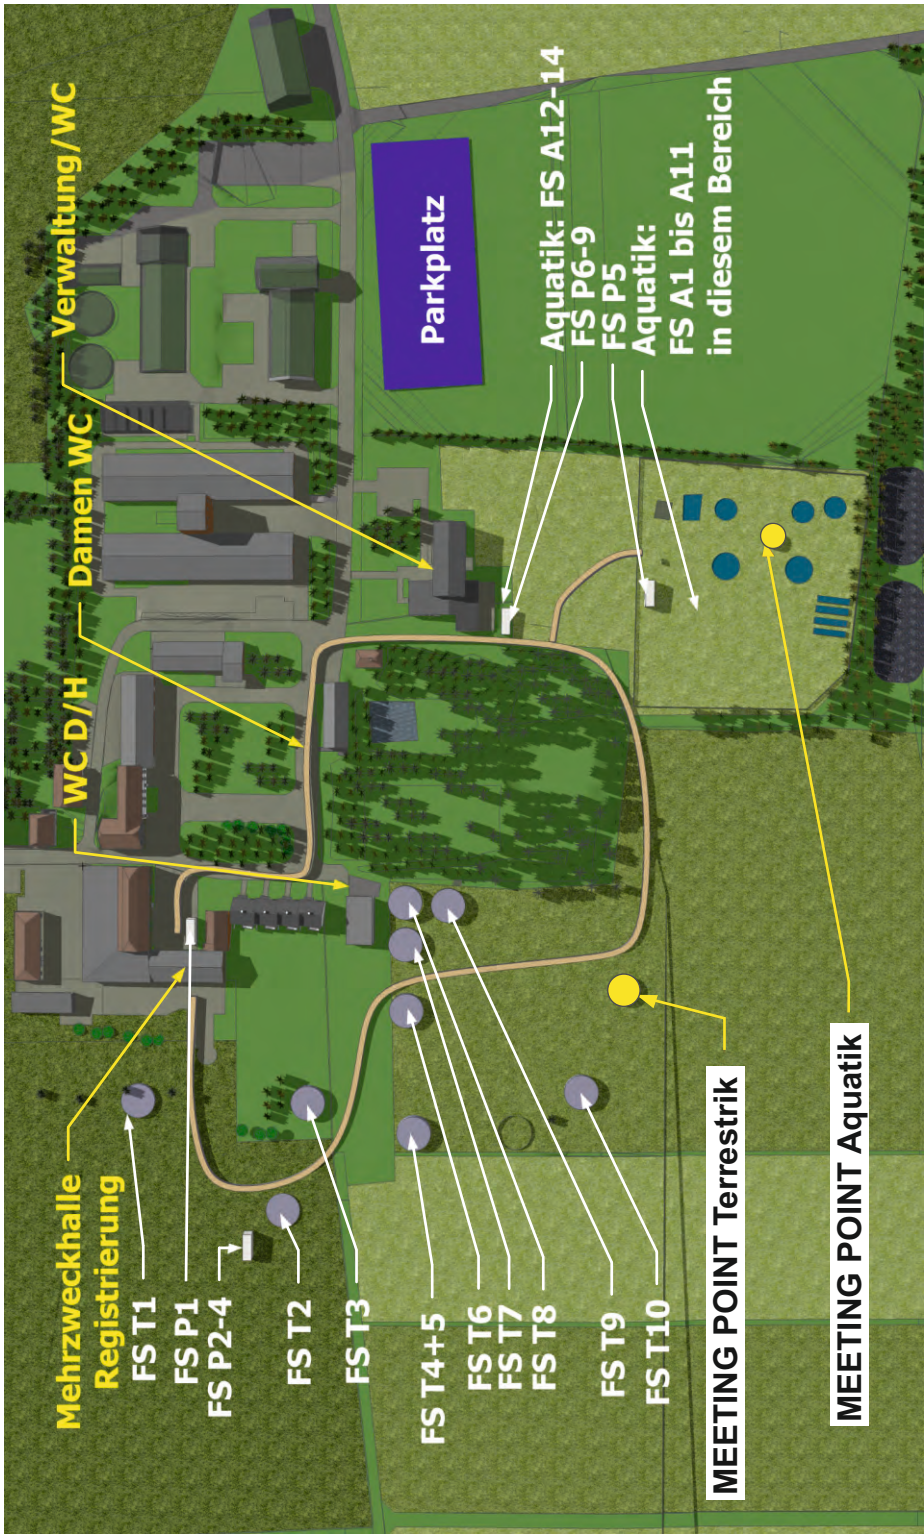 Verwaltung/WC
Damen WC
WC D/H
Mehrzweckhalle
Registrierung
FS T1
FS P1
FS P2-4
FS T2
FS T3
FS T4+5
FS T6
FS T7
FS T8
FS T9
FS T10
MEETING POINT Terrestrik
MEETING POINT Aquatik
Parkplatz
Aquatik: FS A12-14
FS P6-9
FS P5
Aquatik:
FS A1 bis A11
in diesem Bereich